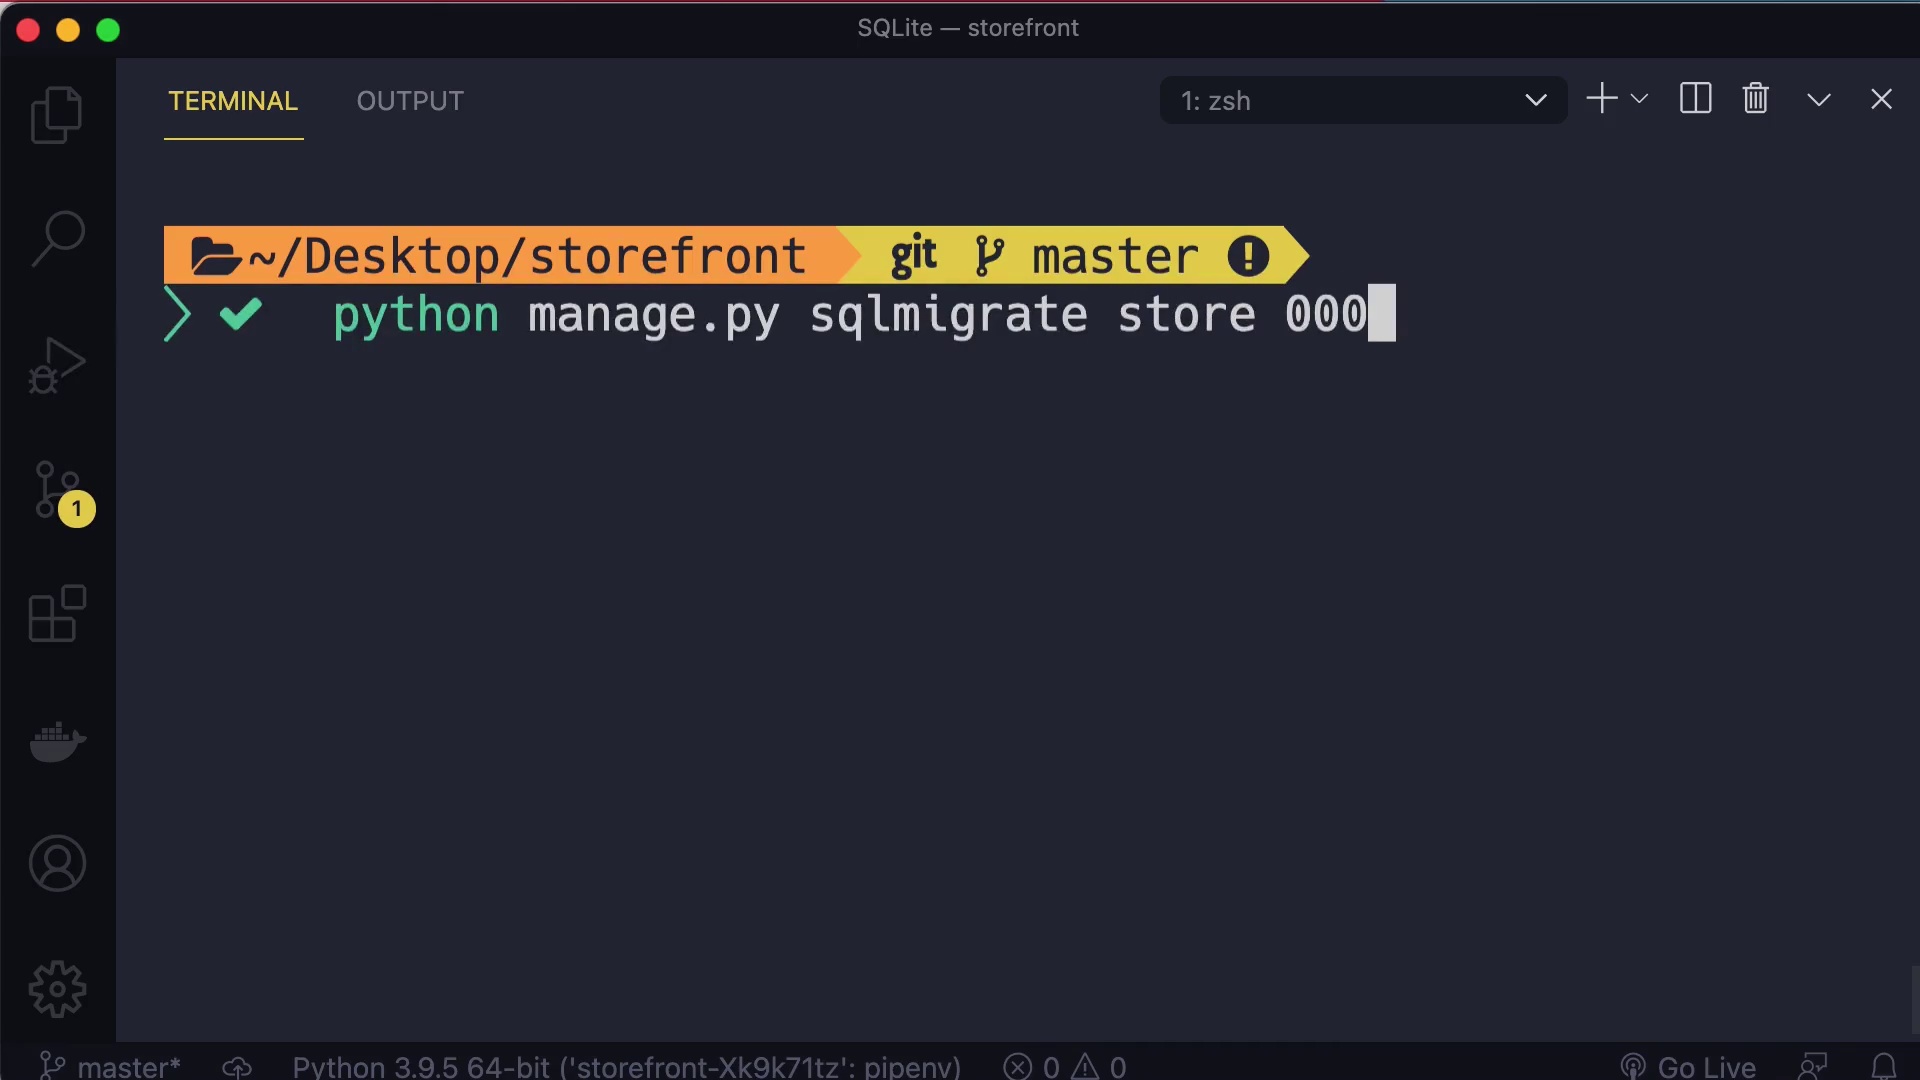 SQLite — storefront
TERMINAL OUTPUT 1: zsh
~/Desktop/storefront git master
python manage.py sqlmigrate store 000
1
master* Python 3.9.5 64-bit ('storefront-Xk9k71tz': pipenv) 0 0 Go Live